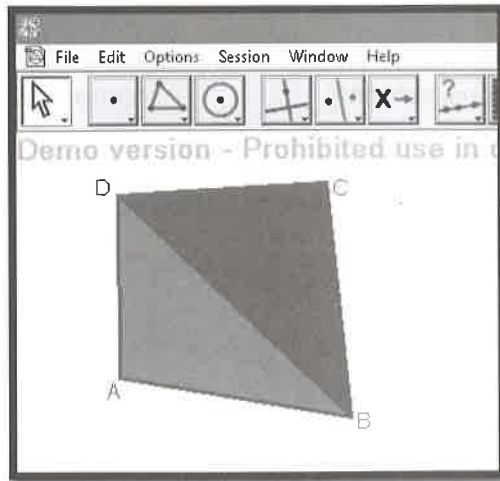 File Edit Options Session Window Help
? 
X
Demo version - Prohibited use in
D
C
A
B